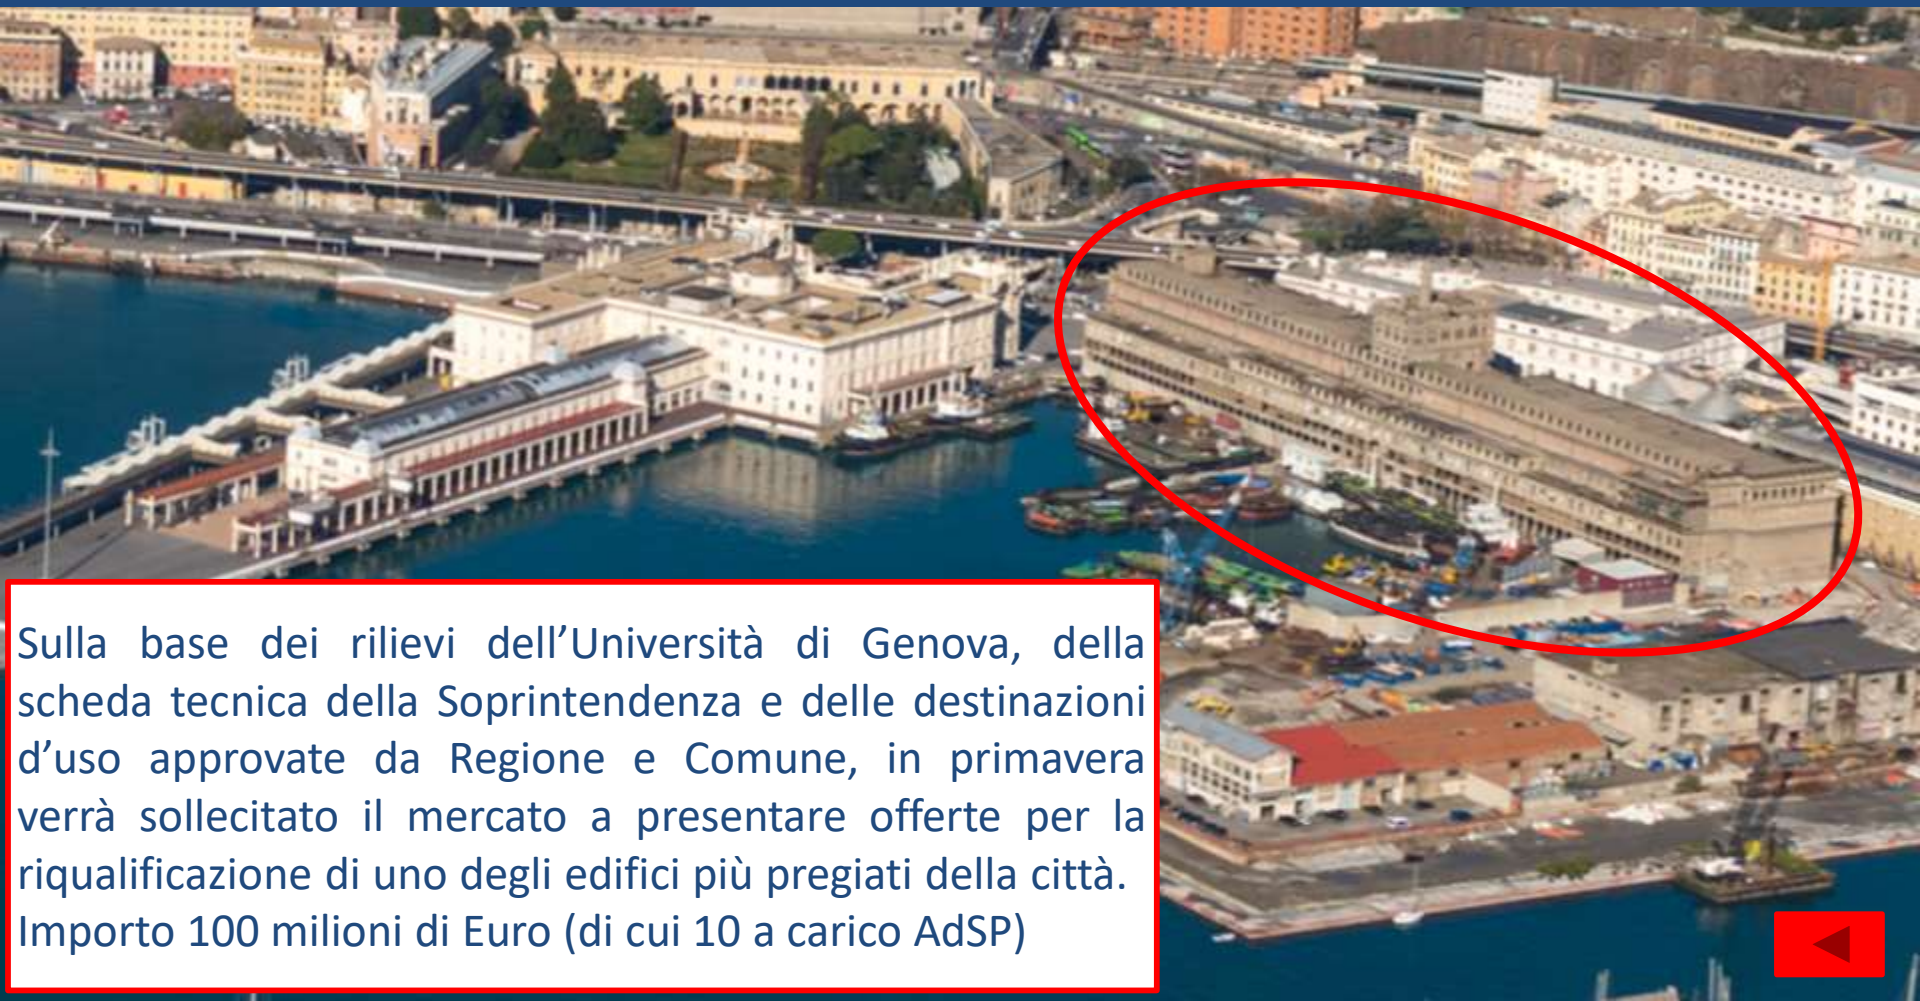 Sulla base dei rilievi dell’Università di Genova, della
scheda tecnica della Soprintendenza e delle destinazioni
d’uso approvate da Regione e Comune, in primavera
verrà sollecitato il mercato a presentare offerte per la
riqualificazione di uno degli edifici più pregiati della città.
Importo 100 milioni di Euro (di cui 10 a carico AdSP)